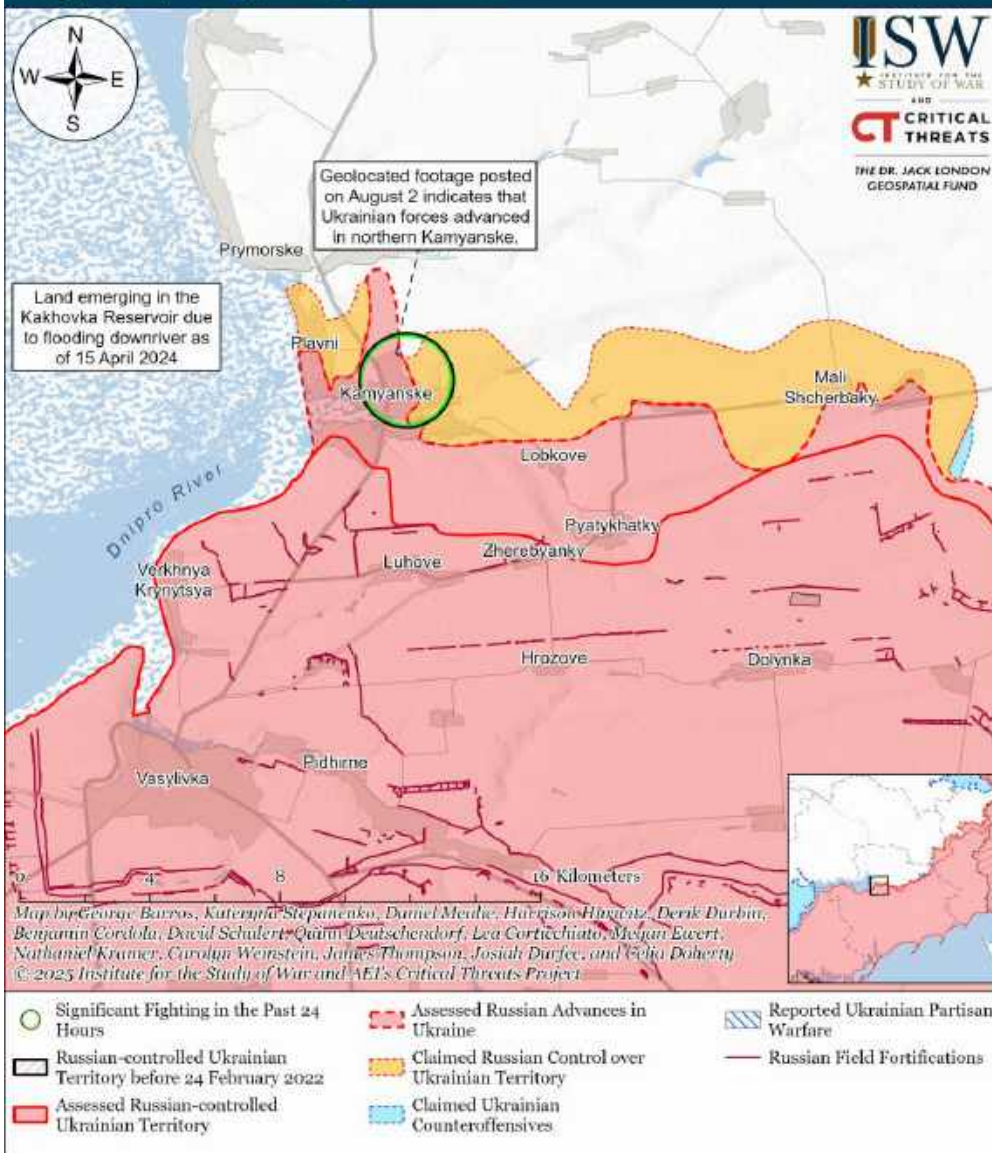 N
W E
S
ISW
INSTITUTE FOR THE
STUDY OF WAR
AND
CT CRITICAL
THREATS
THE DR. JACK LONDON
GEOSPATIAL FUND
Geolocated footage posted
on August 2 indicates that
Ukrainian forces advanced
in northern Kamyanske.
Prymorske
Land emerging in the
Kakhovka Reservoir due
to flooding downriver as
of 15 April 2024
Plavni
Kamyanske
Mali
Shcherbaky
Lobkove
Dnipro River
Pyatykhatky
Zherebyanky
Luhove
Verkhnya
Krynytsya
Hrozove
Dolynka
Vasylivka
Pidhirne
0 4 8 16 Kilometers
Map by George Barros, Kateryna Stepanenko, Daniel Mealie, Harrison Hurwitz, Derik Durbin,
Benjamin Cordola, David Schulert, Quinn Deutschendorf, Lea Corticchiato, Megan Ewert,
Nathaniel Kramer, Carolyn Weinstein, James Thompson, Josiah Durfee, and Celia Doherty
© 2025 Institute for the Study of War and AEI's Critical Threats Project
Significant Fighting in the Past 24
Hours
Russian-controlled Ukrainian
Territory before 24 February 2022
Assessed Russian-controlled
Ukrainian Territory
Assessed Russian Advances in
Ukraine
Claimed Russian Control over
Ukrainian Territory
Claimed Ukrainian
Counteroffensives
Reported Ukrainian Partisan
Warfare
Russian Field Fortifications